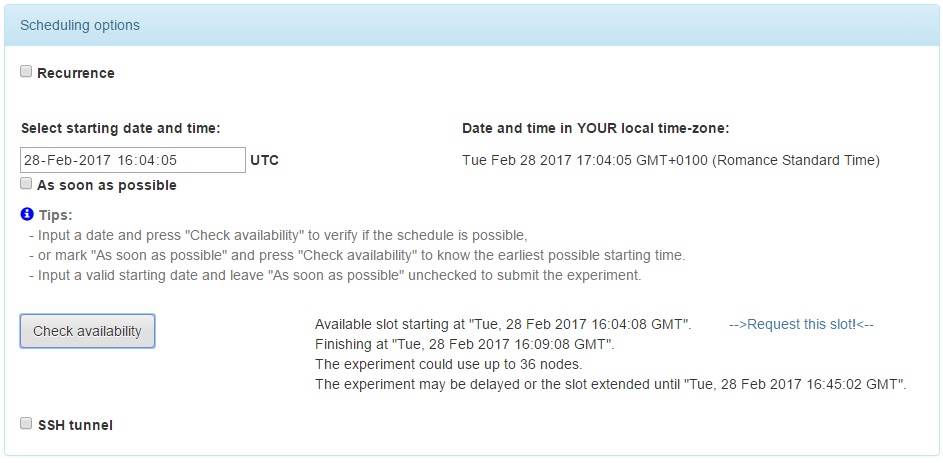 Scheduling options
Recurrence
Select starting date and time:
Date and time in YOUR local time-zone:
28-Feb-2017 16:04:05 UTC
Tue Feb 28 2017 17:04:05 GMT+0100 (Romance Standard Time)
As soon as possible
Tips:
- Input a date and press "Check availability" to verify if the schedule is possible,
- or mark "As soon as possible" and press "Check availability" to know the earliest possible starting time.
- Input a valid starting date and leave "As soon as possible" unchecked to submit the experiment.
Check availability
Available slot starting at "Tue, 28 Feb 2017 16:04:08 GMT". -->Request this slot!<--
Finishing at "Tue, 28 Feb 2017 16:09:08 GMT".
The experiment could use up to 36 nodes.
The experiment may be delayed or the slot extended until "Tue, 28 Feb 2017 16:45:02 GMT".
SSH tunnel